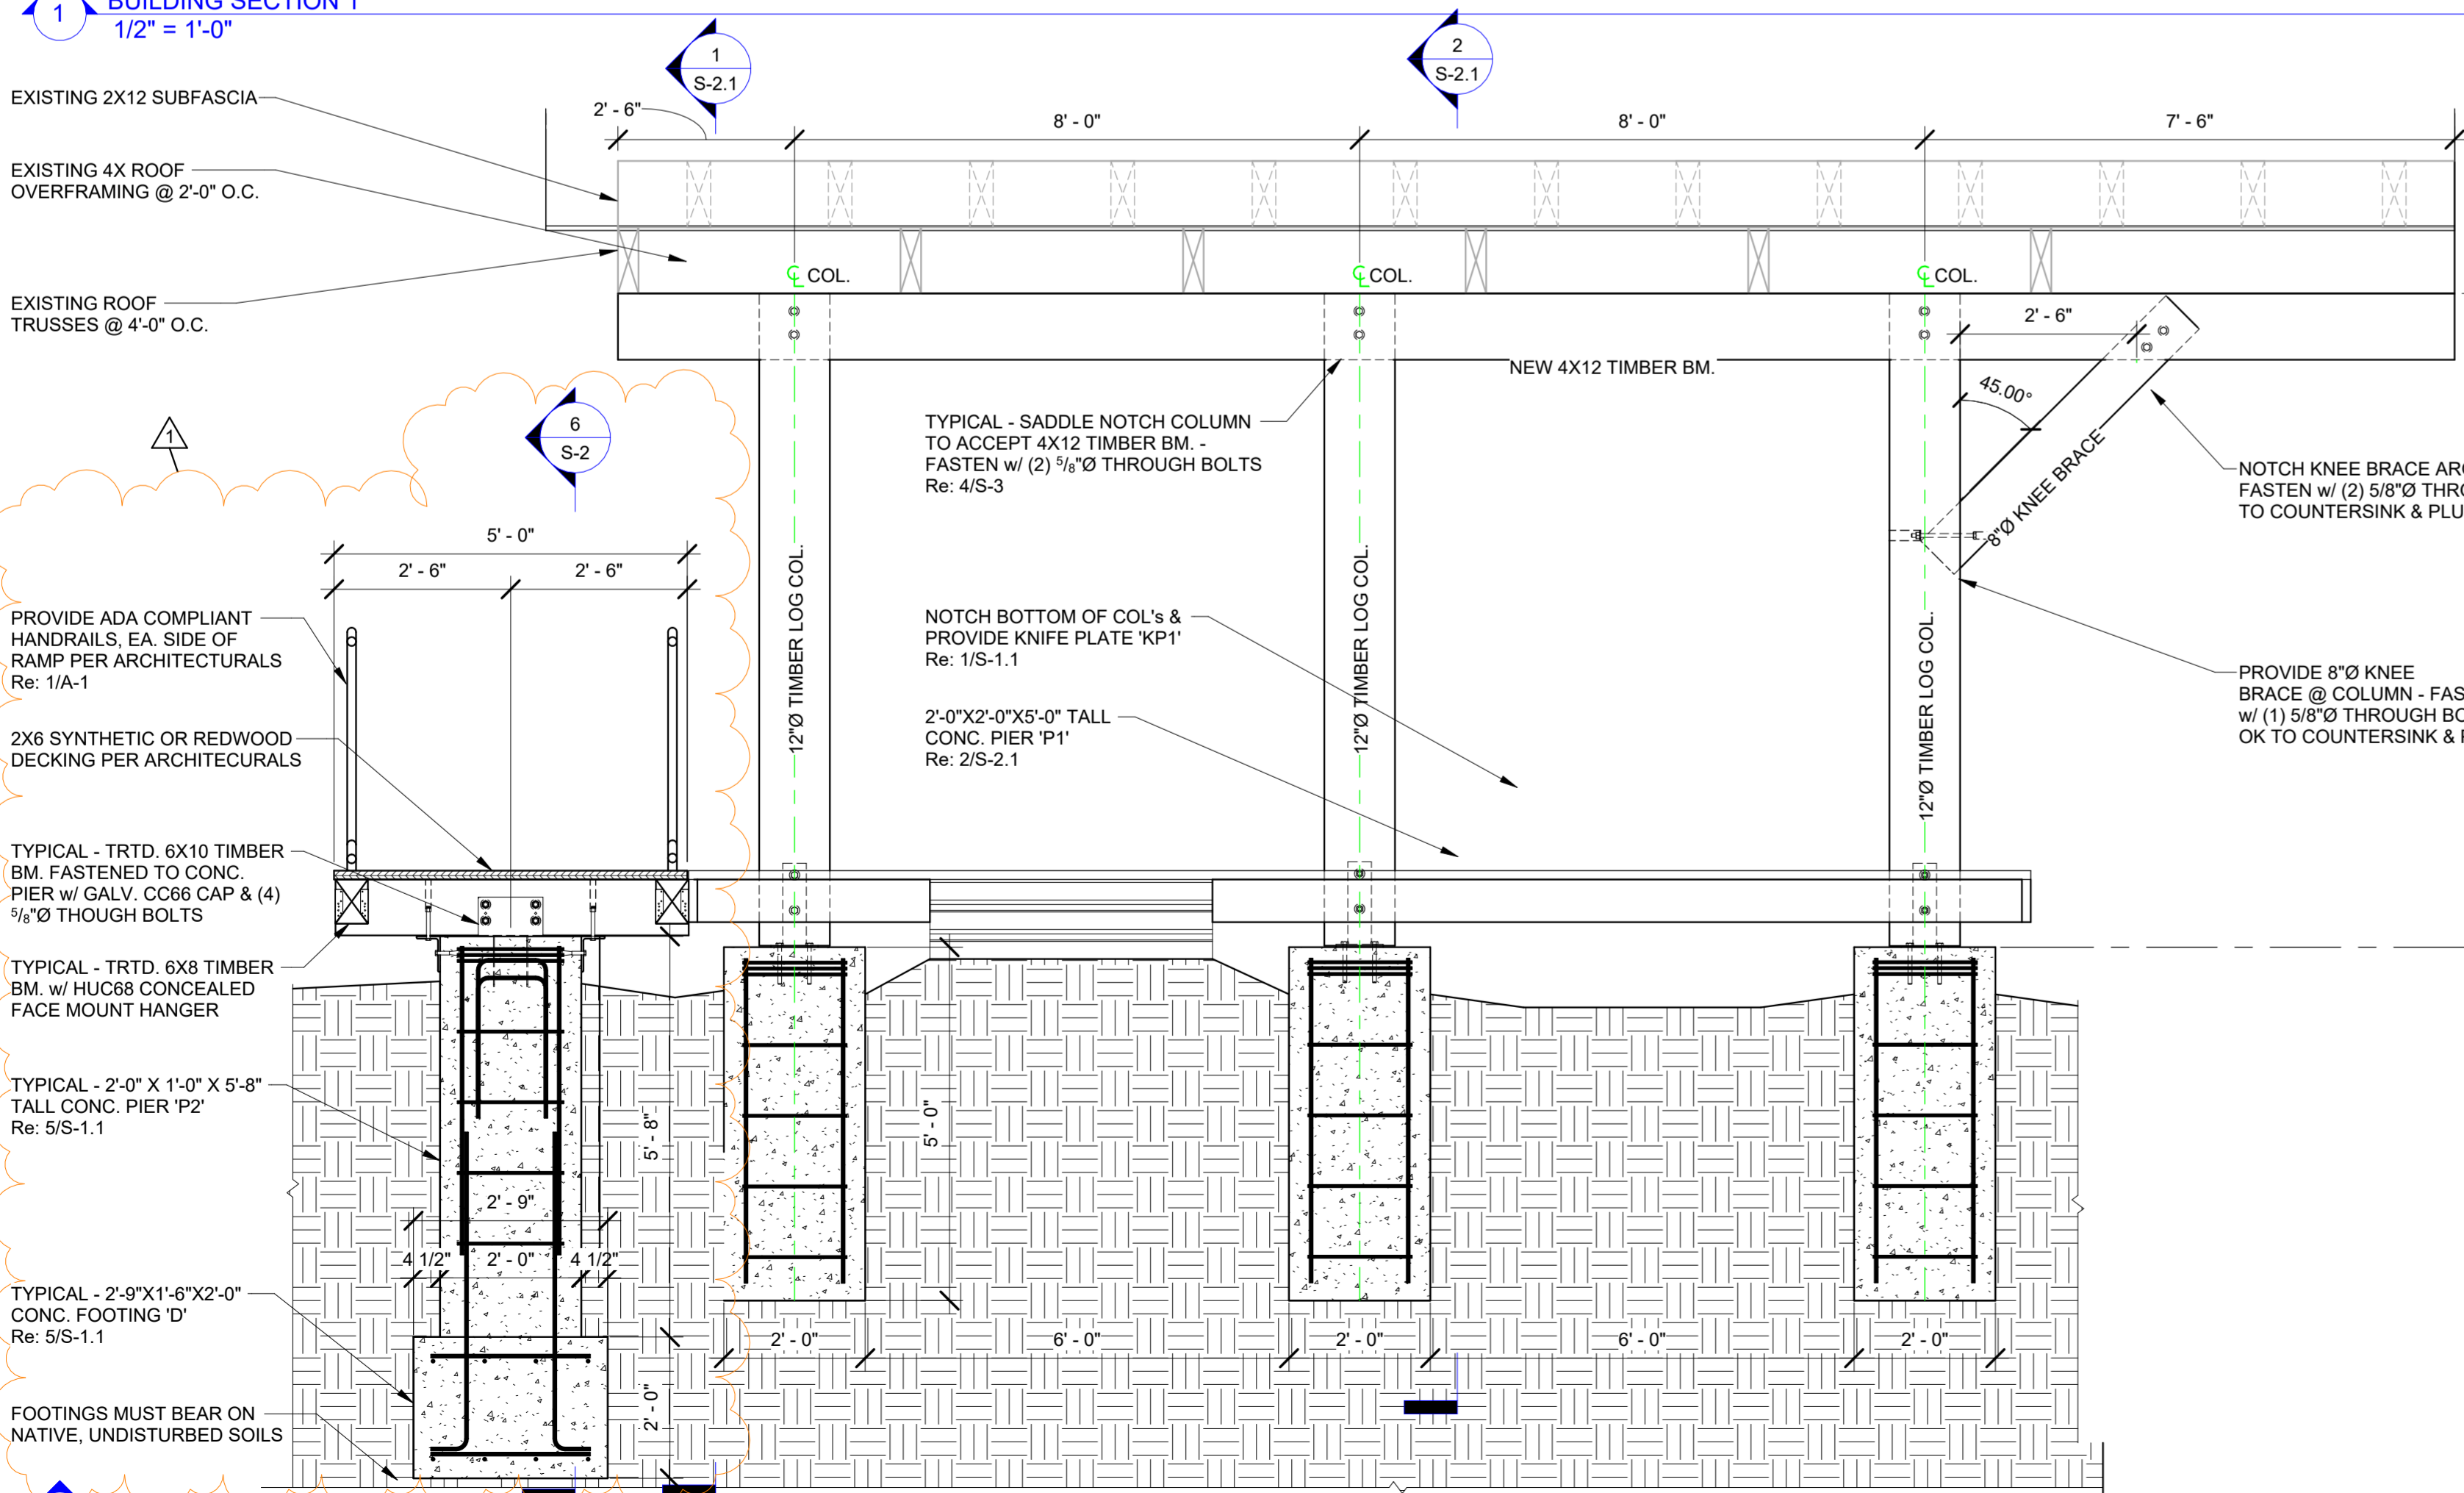 1
BUILDING SECTION 1
1/2" = 1'-0"
1
S-2.1
2
S-2.1
EXISTING 2X12 SUBFASCIA
2' - 6"
8' - 0"
8' - 0"
7' - 6"
EXISTING 4X ROOF
OVERFRAMING @ 2'-0" O.C.
EXISTING ROOF
TRUSSES @ 4'-0" O.C.
℄ COL.
℄ COL.
℄ COL.
2' - 6"
NEW 4X12 TIMBER BM.
45.00°
1
6
S-2
TYPICAL - SADDLE NOTCH COLUMN
TO ACCEPT 4X12 TIMBER BM. -
FASTEN w/ (2) 5/8"Ø THROUGH BOLTS
Re: 4/S-3
8"Ø KNEE BRACE
NOTCH KNEE BRACE
FASTEN w/ (2) 5/8"Ø
TO COUNTERSINK &
5' - 0"
2' - 6"
2' - 6"
12"Ø TIMBER LOG COL.
12"Ø TIMBER LOG COL.
12"Ø TIMBER LOG COL.
PROVIDE ADA COMPLIANT
HANDRAILS, EA. SIDE OF
RAMP PER ARCHITECTURALS
Re: 1/A-1
NOTCH BOTTOM OF COL's &
PROVIDE KNIFE PLATE 'KP1'
Re: 1/S-1.1
PROVIDE 8"Ø KNEE
BRACE @ COLUMN -
w/ (1) 5/8"Ø THROUGH
OK TO COUNTERSINK &
2'-0"X2'-0"X5'-0" TALL
CONC. PIER 'P1'
Re: 2/S-2.1
2X6 SYNTHETIC OR REDWOOD
DECKING PER ARCHITECURALS
TYPICAL - TRTD. 6X10 TIMBER
BM. FASTENED TO CONC.
PIER w/ GALV. CC66 CAP & (4)
5/8"Ø THOUGH BOLTS
TYPICAL - TRTD. 6X8 TIMBER
BM. w/ HUC68 CONCEALED
FACE MOUNT HANGER
TYPICAL - 2'-0" X 1'-0" X 5'-8"
TALL CONC. PIER 'P2'
Re: 5/S-1.1
5' - 8"
5' - 0"
2' - 9"
4 1/2"
2' - 0"
4 1/2"
TYPICAL - 2'-9"X1'-6"X2'-0"
CONC. FOOTING 'D'
Re: 5/S-1.1
2' - 0"
6' - 0"
2' - 0"
6' - 0"
2' - 0"
2' - 0"
FOOTINGS MUST BEAR ON
NATIVE, UNDISTURBED SOILS